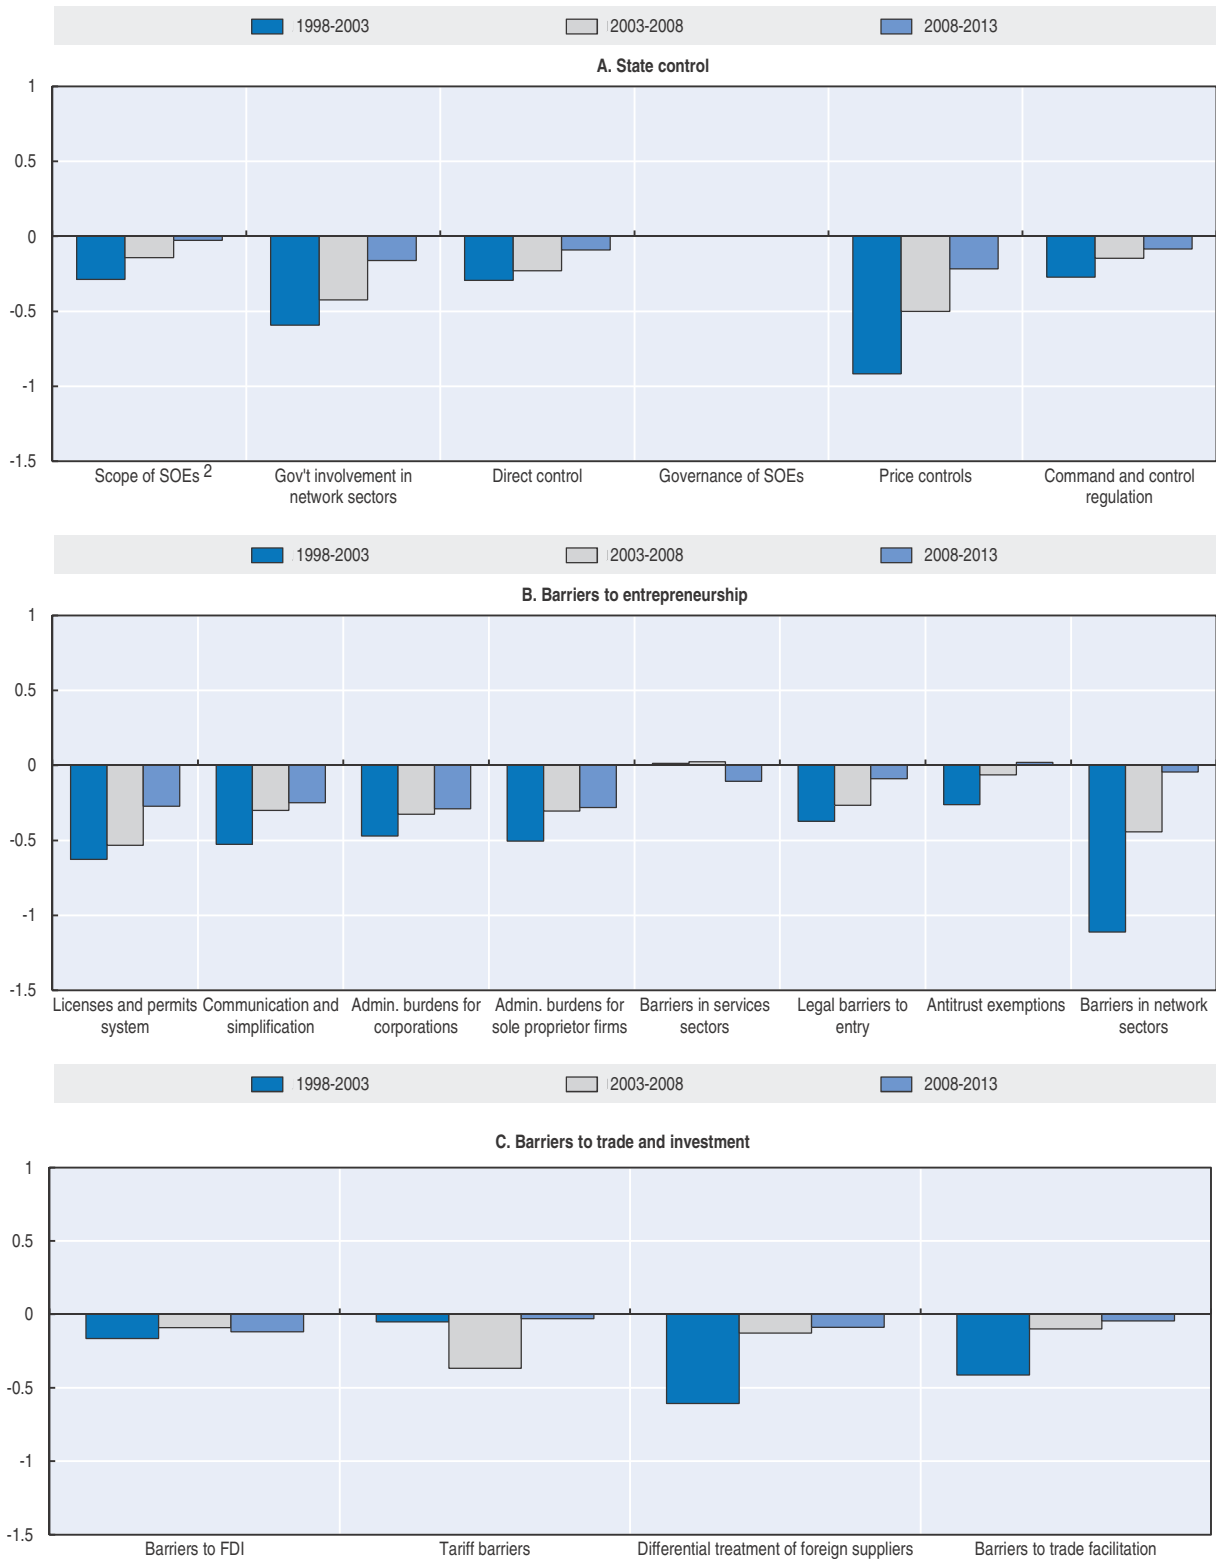 1998-2003 2003-2008 2008-2013
A. State control
1
0.5
0
-0.5
-1
-1.5
Scope of SOEs 2 Gov't involvement in Direct control Governance of SOEs Price controls Command and control
network sectors regulation
1998-2003 2003-2008 2008-2013
B. Barriers to entrepreneurship
1
0.5
0
-0.5
-1
-1.5
Licenses and permits Communication and Admin. burdens for Admin. burdens for Barriers in services Legal barriers to Antitrust exemptions Barriers in network
system simplification corporations sole proprietor firms sectors entry sectors
1998-2003 2003-2008 2008-2013
C. Barriers to trade and investment
1
0.5
0
-0.5
-1
-1.5
Barriers to FDI Tariff barriers Differential treatment of foreign suppliers Barriers to trade facilitation